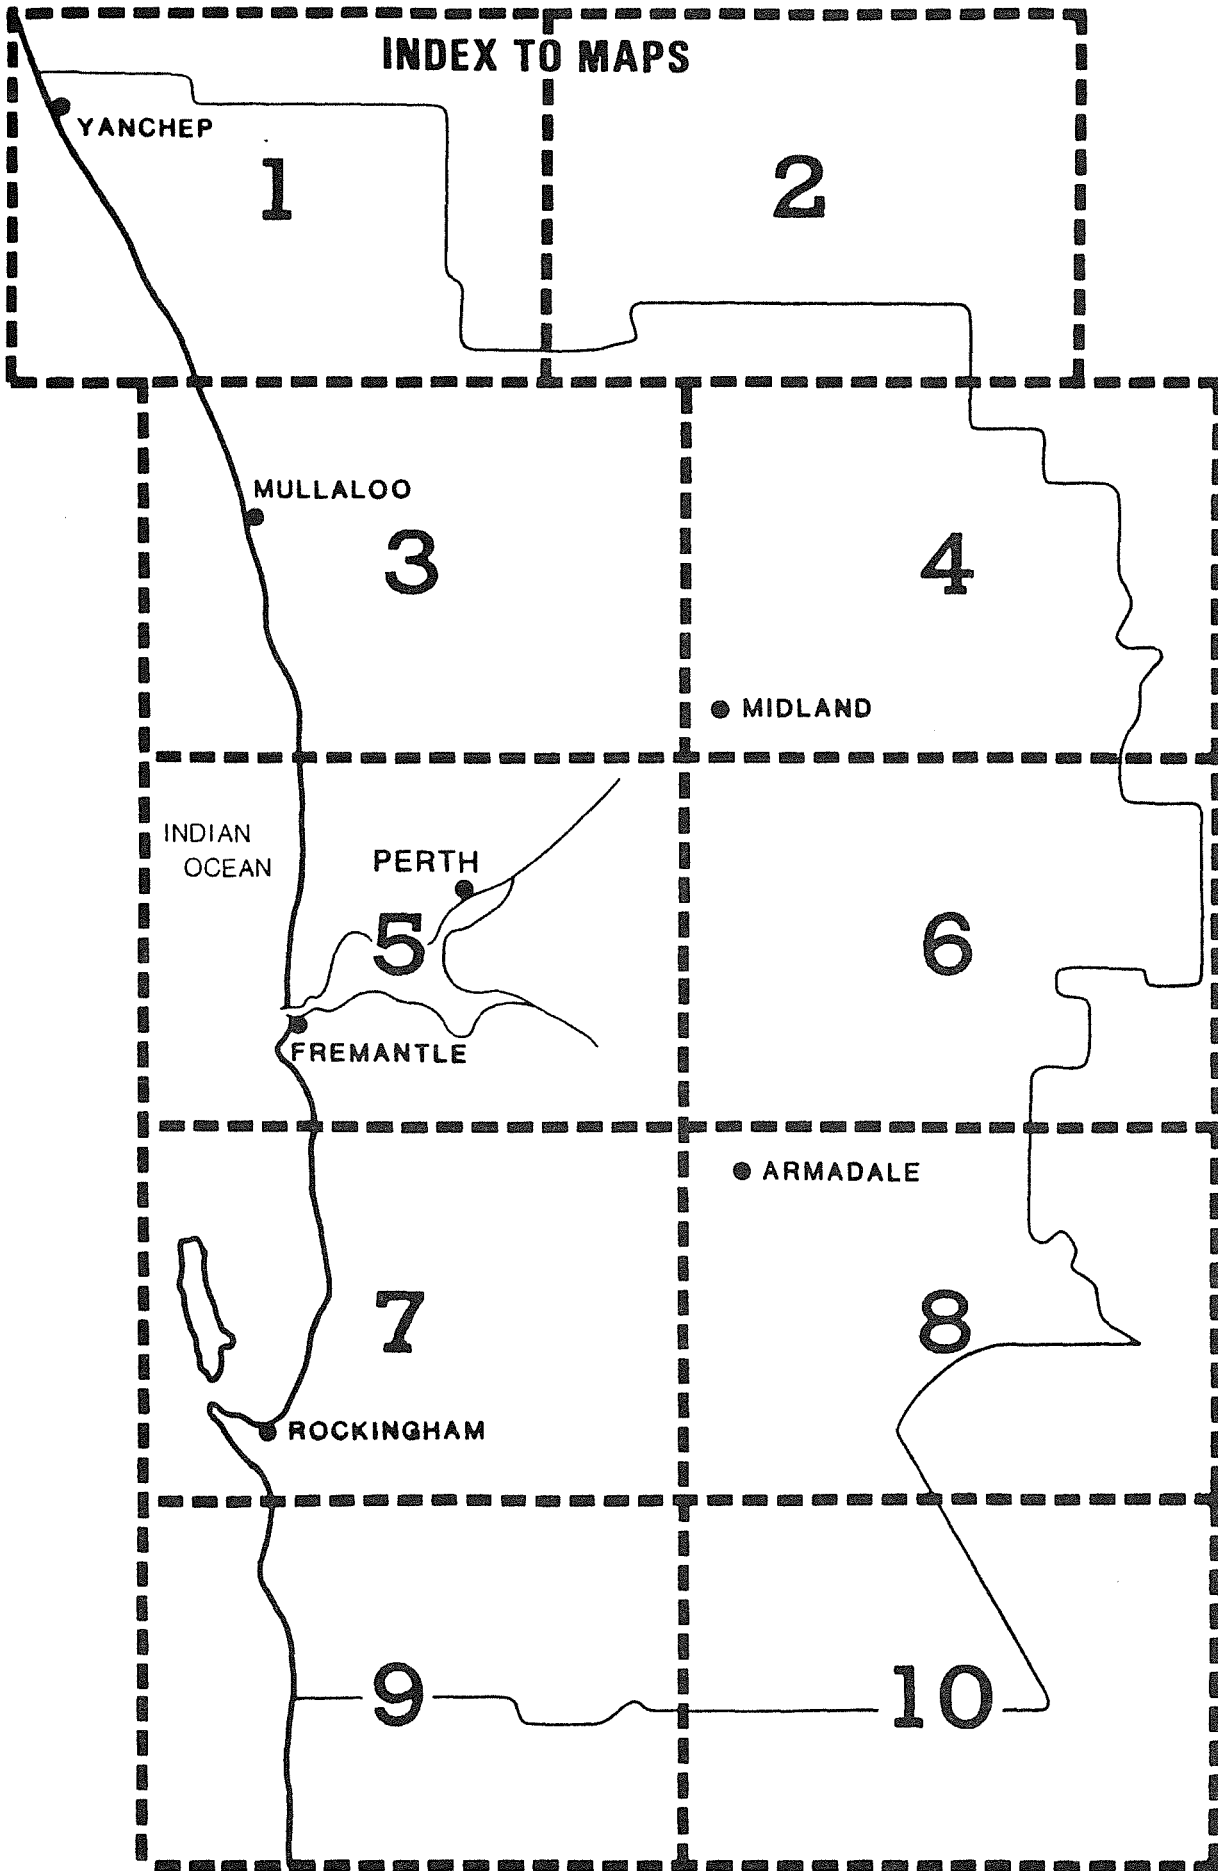 INDEX TO MAPS
YANCHEP
1
2
MULLALOO
3
4
MIDLAND
INDIAN
OCEAN
PERTH
5
6
FREMANTLE
ARMADALE
7
8
ROCKINGHAM
9
10